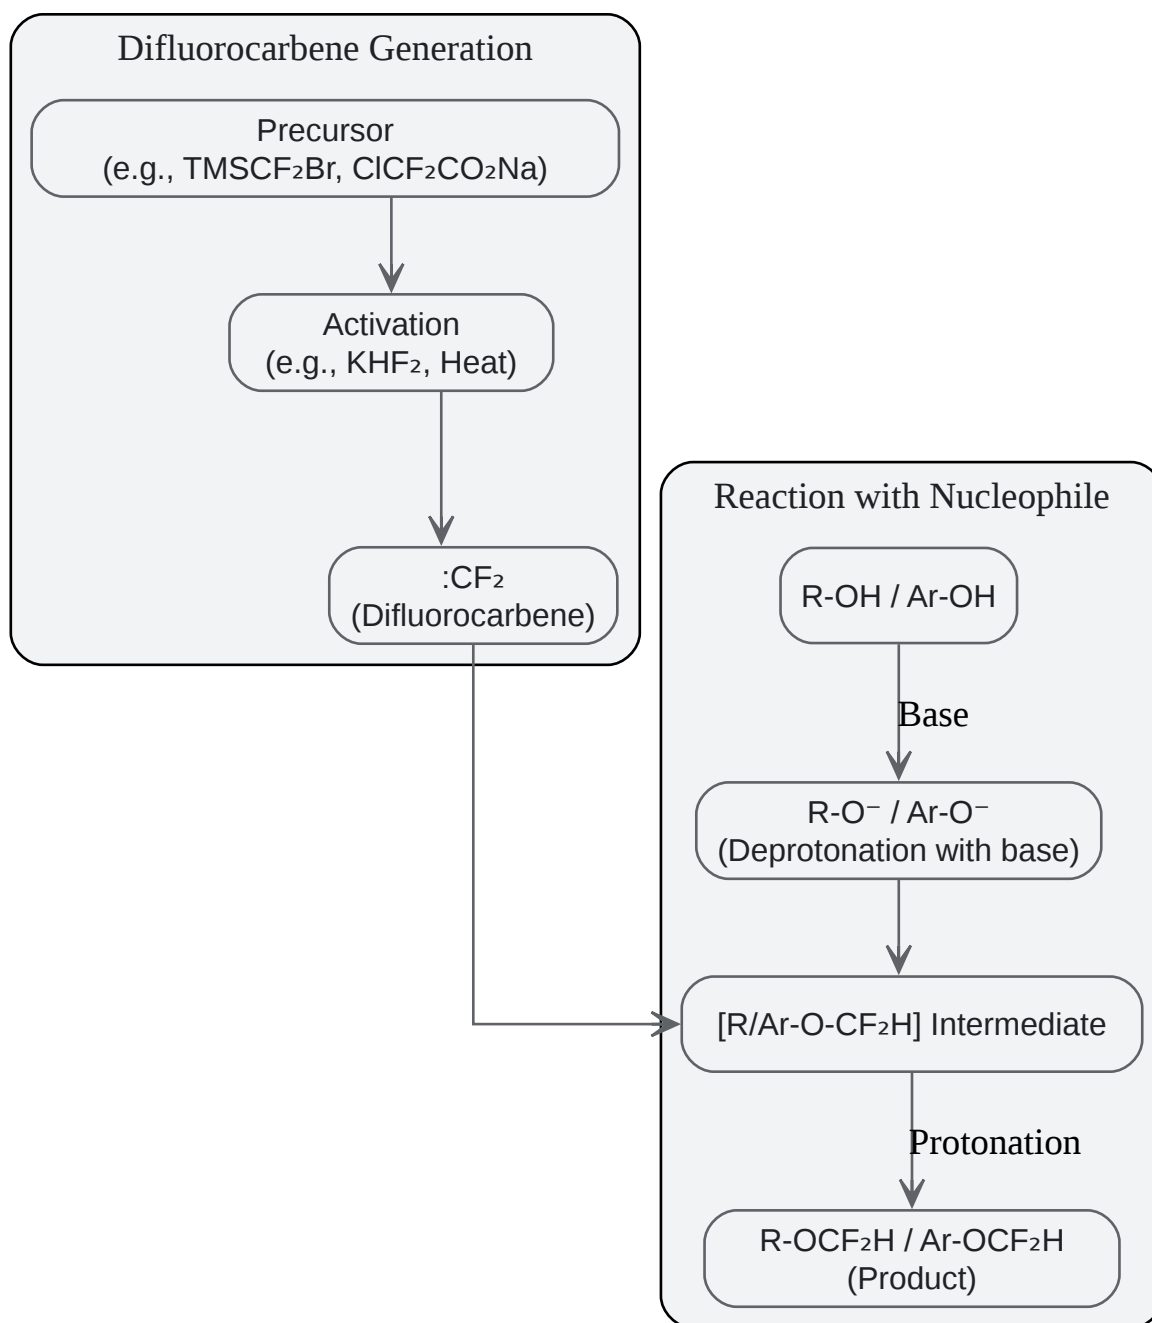 Difluorocarbene Generation
Precursor
(e.g., TMSCF₂Br, ClCF₂CO₂Na)
Activation
(e.g., KHF₂, Heat)
:CF₂
(Difluorocarbene)
Reaction with Nucleophile
R-OH / Ar-OH
Base
R-O⁻ / Ar-O⁻
(Deprotonation with base)
[R/Ar-O-CF₂H] Intermediate
Protonation
R-OCF₂H / Ar-OCF₂H
(Product)